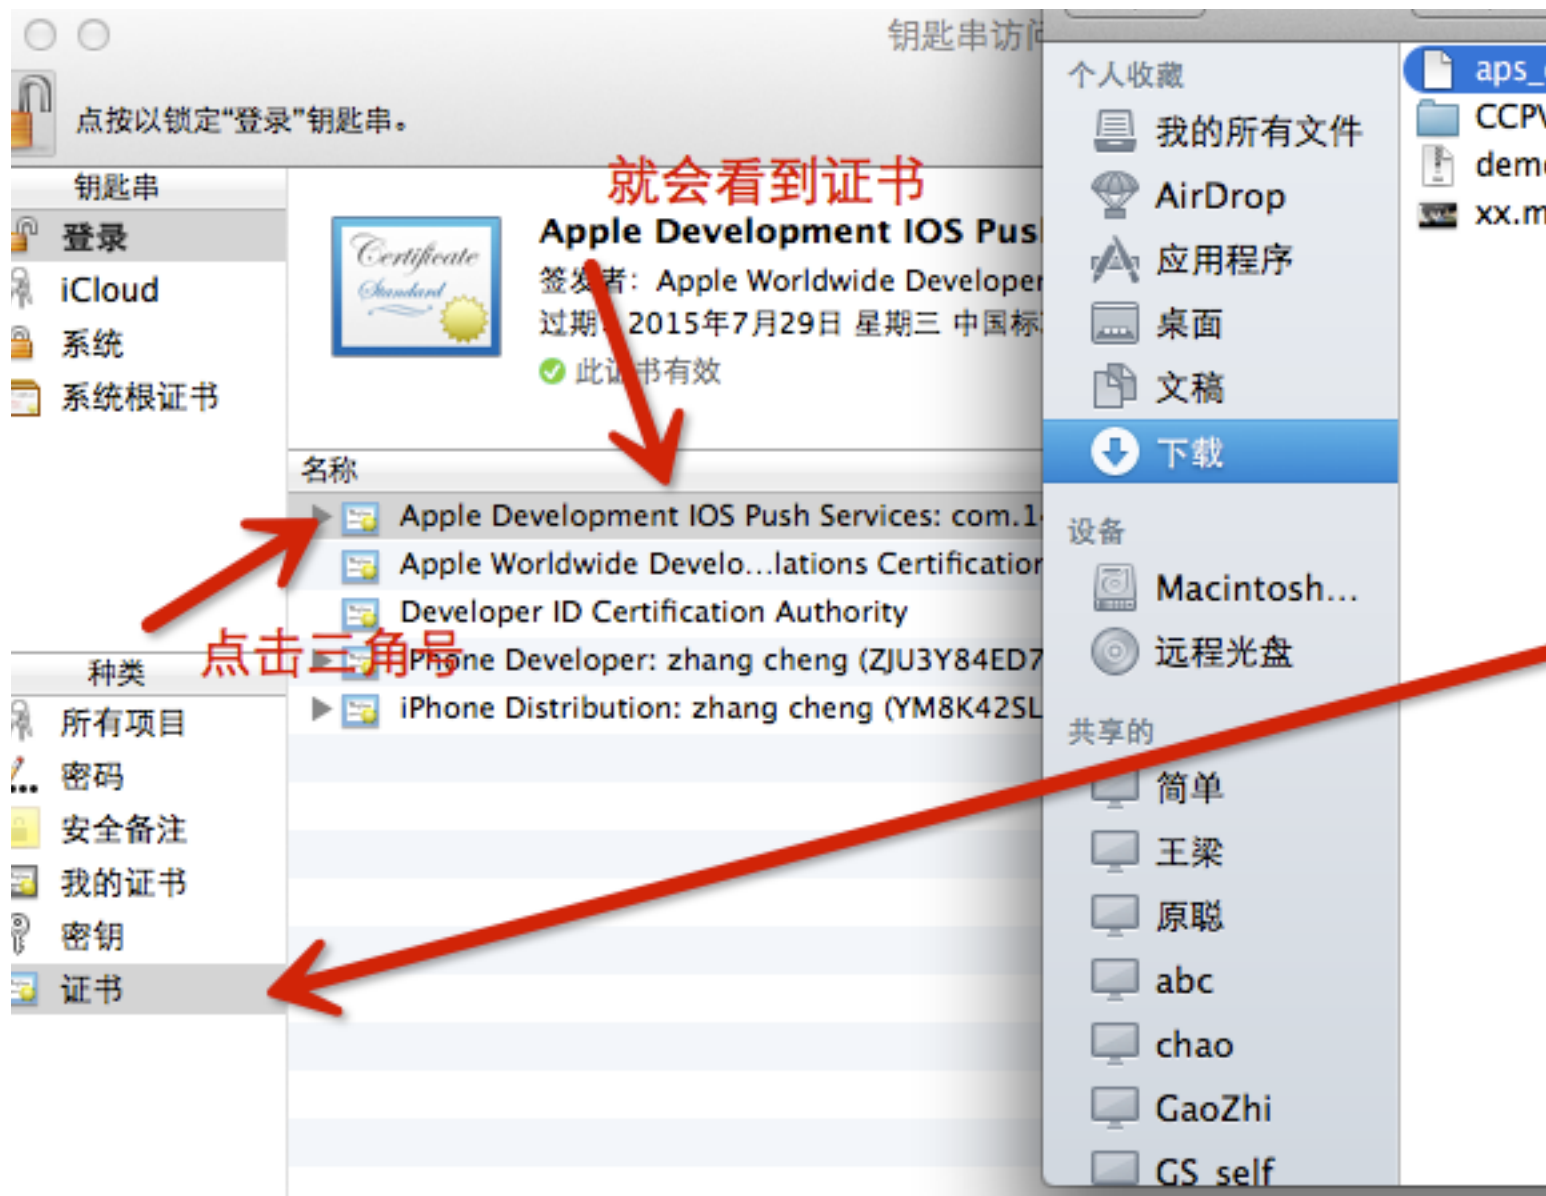 钥匙串访问
点按以锁定“登录”钥匙串。
钥匙串
登录
iCloud
系统
系统根证书
就会看到证书
Apple Development IOS Push
签发者：Apple Worldwide Developer
过期：2015年7月29日 星期三 中国标
此证书有效
名称
Apple Development IOS Push Services: com.1
Apple Worldwide Develo...lations Certification
Developer ID Certification Authority
iPhone Developer: zhang cheng (ZJU3Y84ED7
iPhone Distribution: zhang cheng (YM8K42SL
点击三角号
种类
所有项目
密码
安全备注
我的证书
密钥
证书
个人收藏
我的所有文件
AirDrop
应用程序
桌面
文稿
下载
设备
Macintosh...
远程光盘
共享的
简单
王梁
原聪
abc
chao
GaoZhi
GS_self
aps_
CCPV
demo
xx.m